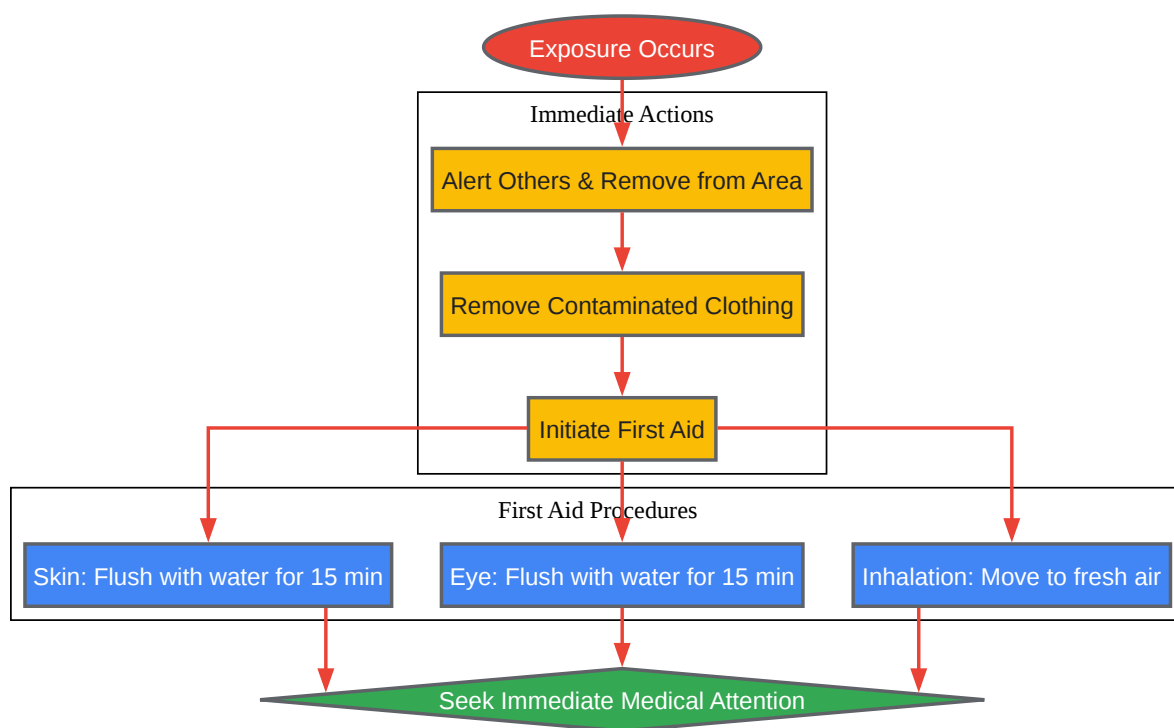 Exposure Occurs
Immediate Actions
Alert Others & Remove from Area
Remove Contaminated Clothing
Initiate First Aid
First Aid Procedures
Skin: Flush with water for 15 min
Eye: Flush with water for 15 min
Inhalation: Move to fresh air
Seek Immediate Medical Attention